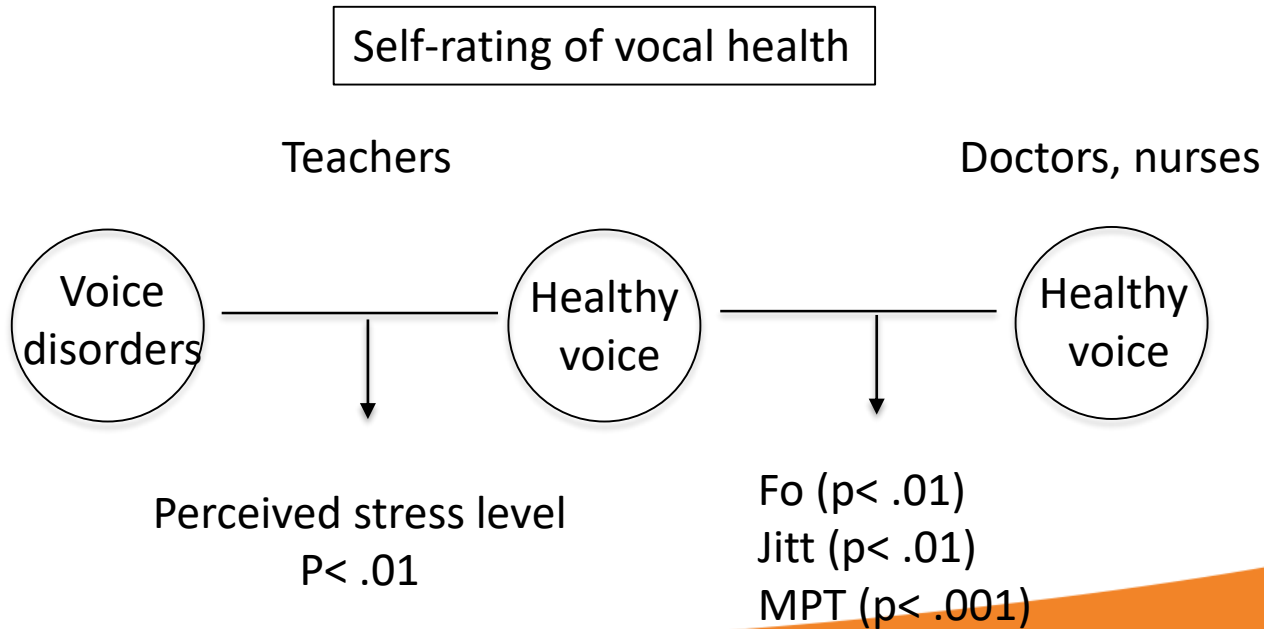 Self-rating of vocal health
Teachers
Doctors, nurses
Voice
disorders
Healthy
voice
Healthy
voice
Perceived stress level
P< .01
Fo (p< .01)
Jitt (p< .01)
MPT (p< .001)